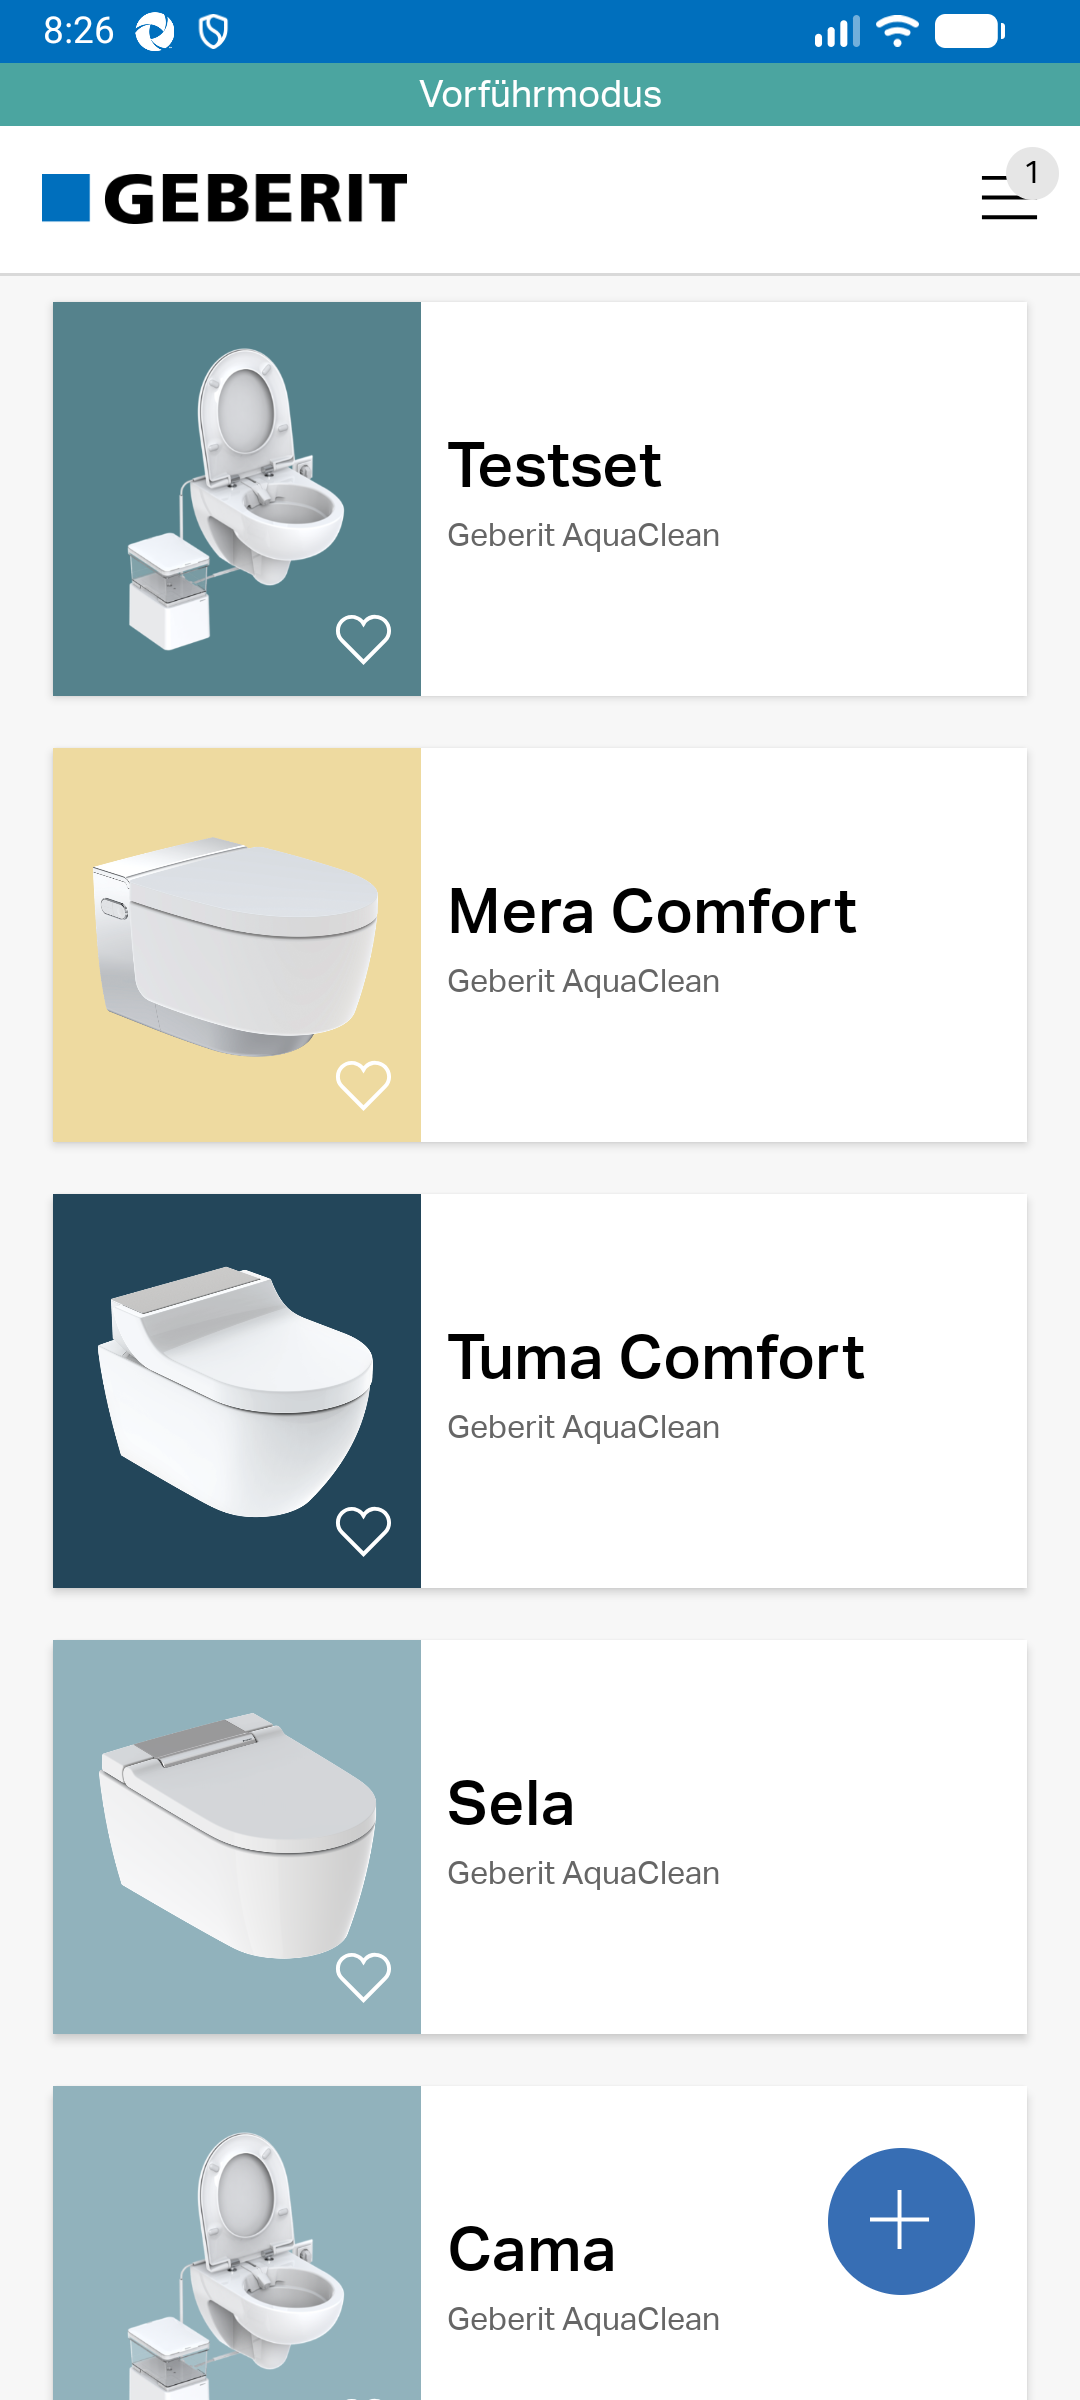 8:26
Vorführmodus
GEBERIT
1
Testset
Geberit AquaClean
Mera Comfort
Geberit AquaClean
Tuma Comfort
Geberit AquaClean
Sela
Geberit AquaClean
Cama
Geberit AquaClean